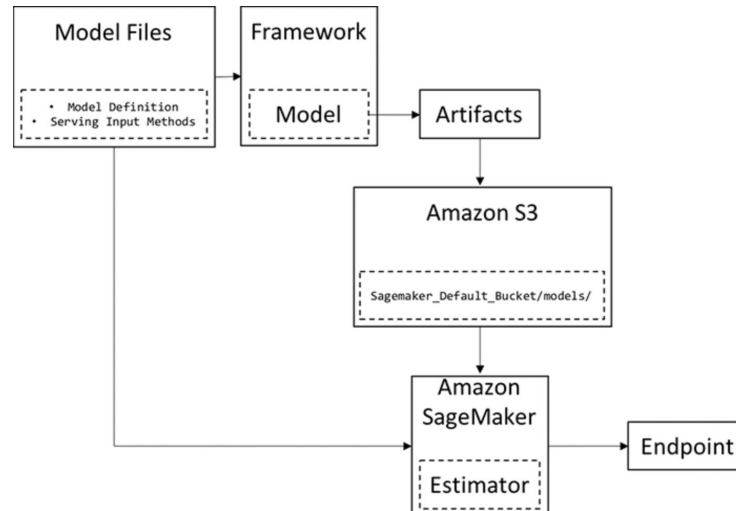 Model Files
• Model Definition
• Serving Input Methods
Framework
Model
Artifacts
Amazon S3
Sagemaker_Default_Bucket/models/
Amazon
SageMaker
Estimator
Endpoint